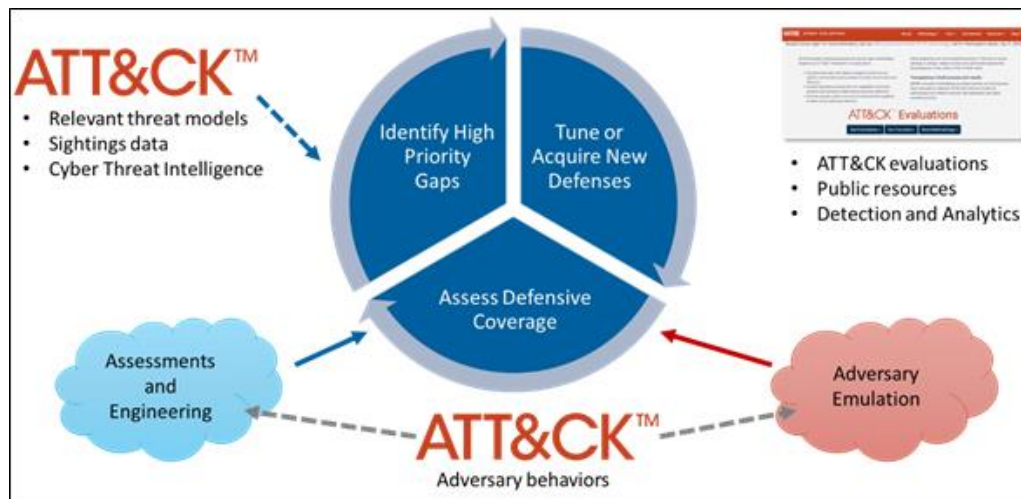 ATT&CK™
• Relevant threat models
• Sightings data
• Cyber Threat Intelligence
Identify High
Priority
Gaps
Tune or
Acquire New
Defenses
ATT&CK Evaluations
• ATT&CK evaluations
• Public resources
• Detection and Analytics
Assess Defensive
Coverage
Assessments
and
Engineering
Adversary
Emulation
ATT&CK™
Adversary behaviors